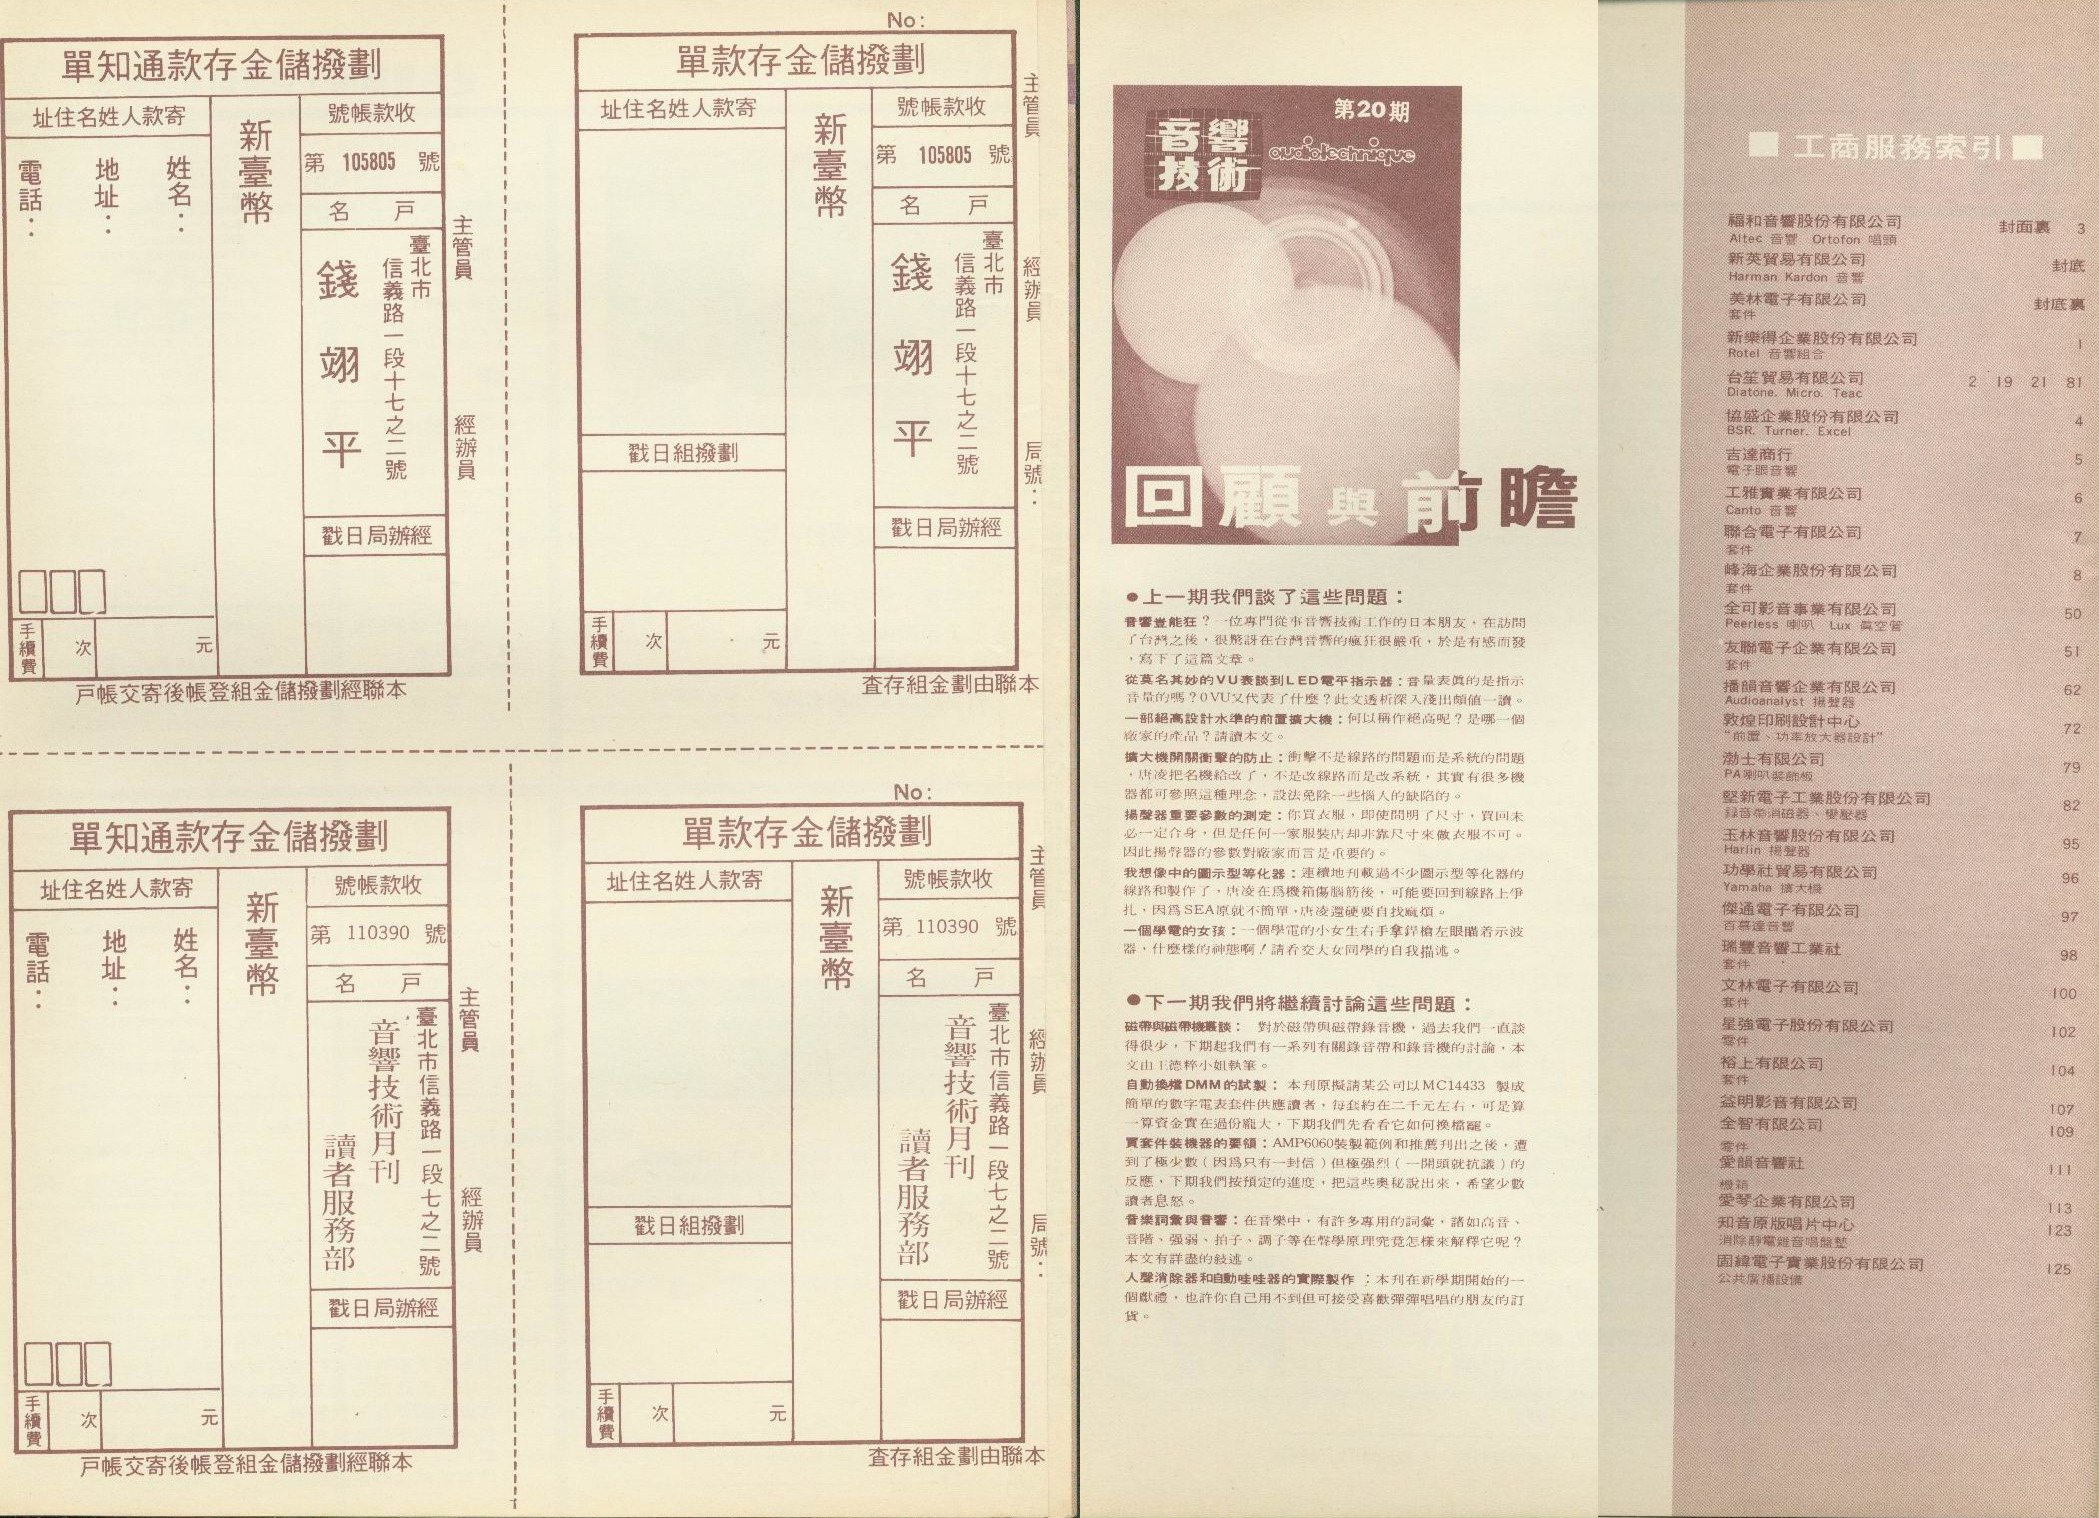 單知通款存金儲撥劃
址住名姓人款寄
新臺幣
號帳款收
第 105805 號
名 戶
姓名：
地址：
電話：
臺北市
信義路一段十七之二號
錢翊平
戳日局辦經
主管員
經辦員
手續費
次
元
戶帳交寄後帳登組金儲撥劃經聯本
No:
單款存金儲撥劃
址住名姓人款寄
新臺幣
號帳款收
第 105805 號
名 戶
臺北市
信義路一段十七之二號
錢翊平
戳日組撥劃
戳日局辦經
主管員
經辦員
局號：
手續費
次
元
查存組金劃由聯本
單知通款存金儲撥劃
址住名姓人款寄
新臺幣
號帳款收
第 110390 號
名 戶
姓名：
地址：
電話：
臺北市信義路一段七之二號
音響技術月刊
讀者服務部
戳日局辦經
主管員
經辦員
手續費
次
元
戶帳交寄後帳登組金儲撥劃經聯本
No:
單款存金儲撥劃
址住名姓人款寄
新臺幣
號帳款收
第 110390 號
名 戶
臺北市信義路一段七之二號
音響技術月刊
讀者服務部
戳日組撥劃
戳日局辦經
主管員
經辦員
局號：
手續費
次
元
查存組金劃由聯本
第20期
音響
技術
audiotechnique
回顧與前瞻
●上一期我們談了這些問題：
音響豈能狂？一位專門從事音響技術工作的日本朋友，在訪問
了台灣之後，很驚訝在台灣音響的瘋狂很嚴重，於是有感而發
，寫下了這篇文章。
從莫名其妙的VU表談到LED電平指示器：音量表真的是指示
音量的嗎？0VU又代表了什麼？此文透析深入淺出頗值一讀。
一部絕高設計水準的前置擴大機：何以稱作絕高呢？是哪一個
廠家的產品？請讀本文。
擴大機開關衝擊的防止：衝擊不是線路的問題而是系統的問題
，唐凌把名機給改了，不是改線路而是改系統，其實有很多機
器都可參照這種理念，設法免除一些惱人的缺陷的。
揚聲器重要參數的測定：你買衣服，即使問明了尺寸，買回未
必一定合身，但是任何一家服裝店却非靠尺寸來做衣服不可。
因此揚聲器的參數對廠家而言是重要的。
我想像中的圖示型等化器：連續地刊載過不少圖示型等化器的
線路和製作了，唐凌在爲機箱傷腦筋後，可能要回到線路上爭
扎，因爲SEA原就不簡單，唐凌還硬要自找麻煩。
一個學電的女孩：一個學電的小女生右手拿銲槍左眼瞄着示波
器，什麼樣的神態啊！請看交大女同學的自我描述。
●下一期我們將繼續討論這些問題：
磁帶與磁帶機叢談： 對於磁帶與磁帶錄音機，過去我們一直談
得很少，下期起我們有一系列有關錄音帶和錄音機的討論，本
文由王德粹小姐執筆。
自動換檔DMM的試製： 本刊原擬請某公司以MC14433 製成
簡單的數字電表套件供應讀者，每套約在二千元左右，可是算
一算資金實在過份龐大，下期我們先看看它如何換檔罷。
買套件裝機器的要領：AMP6060裝製範例和推薦刊出之後，遭
到了極少數（因爲只有一封信）但極强烈（一開頭就抗議）的
反應，下期我們按預定的進度，把這些奧秘說出來，希望少數
讀者息怒。
音樂詞彙與音響：在音樂中，有許多專用的詞彙，諸如高音、
音階、强弱、拍子、調子等在聲學原理究竟怎樣來解釋它呢？
本文有詳盡的敍述。
人聲消除器和自動哇哇器的實際製作 ：本刊在新學期開始的一
個獻禮，也許你自己用不到但可接受喜歡彈彈唱唱的朋友的訂
貨。
■ 工商服務索引 ■
福和音響股份有限公司 封面裏 3
Altec 音響 Ortofon 唱頭
新英貿易有限公司 封底
Harman Kardon 音響
美林電子有限公司 封底裏
套件
新樂得企業股份有限公司 1
Rotel 音響組合
台笙貿易有限公司 2 19 21 81
Diatone. Micro. Teac
協盛企業股份有限公司 4
BSR. Turner. Excel
吉達商行 5
電子眼音響
工雅實業有限公司 6
Canto 音響
聯合電子有限公司 7
套件
峰海企業股份有限公司 8
套件
全可影音事業有限公司 50
Peerless 喇叭 Lux 真空管
友聯電子企業有限公司 51
套件
播韻音響企業有限公司 62
Audioanalyst 揚聲器
敦煌印刷設計中心 72
“前置、功率放大器設計”
渤士有限公司 79
PA喇叭裝飾板
堅新電子工業股份有限公司 82
錄音帶消磁器、變壓器
玉林音響股份有限公司 95
Harlin 揚聲器
功學社貿易有限公司 96
Yamaha 擴大機
傑通電子有限公司 97
百慕達音響
瑞豐音響工業社 98
套件
文林電子有限公司 100
套件
星強電子股份有限公司 102
零件
裕上有限公司 104
套件
益明影音有限公司 107
全智有限公司 109
零件
愛韻音響社 111
機箱
愛琴企業有限公司 113
知音原版唱片中心 123
消除靜電雜音唱盤墊
固緯電子實業股份有限公司 125
公共廣播設備